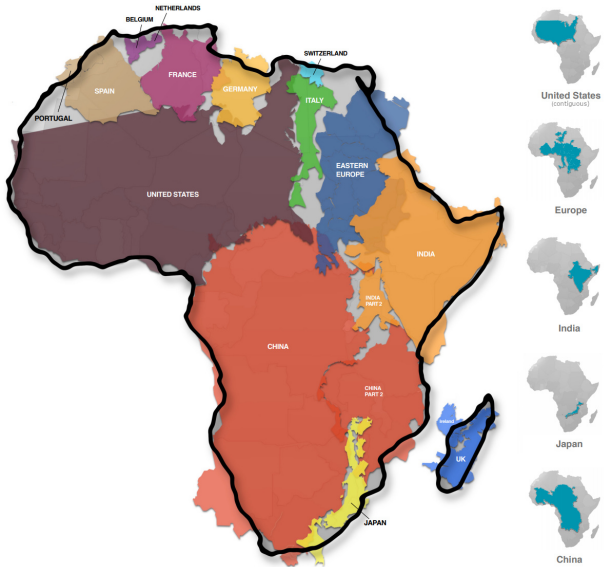 NETHERLANDS
BELGIUM
SWITZERLAND
FRANCE
GERMANY
SPAIN
ITALY
PORTUGAL
EASTERN
EUROPE
UNITED STATES
INDIA
INDIA
PART 2
CHINA
CHINA
PART 2
UK
JAPAN
United States
(contiguous)
Europe
India
Japan
China